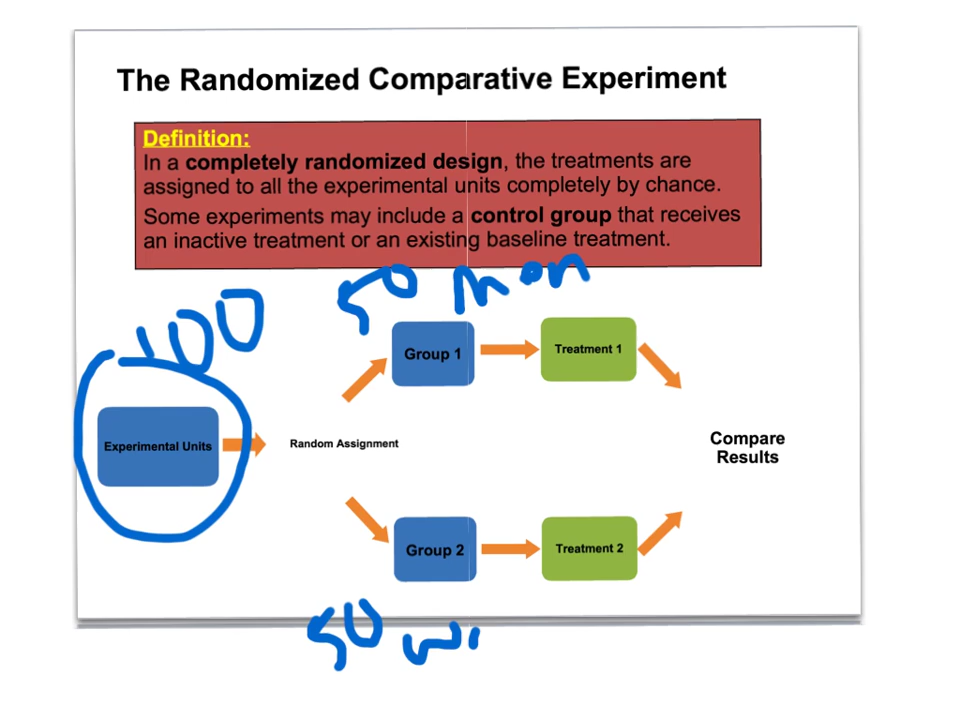 The Randomized Comparative Experiment
Definition:
In a completely randomized design, the treatments are
assigned to all the experimental units completely by chance.
Some experiments may include a control group that receives
an inactive treatment or an existing baseline treatment.
100
50 men
Group 1
Treatment 1
Experimental Units
Random Assignment
Compare
Results
Group 2
Treatment 2
50